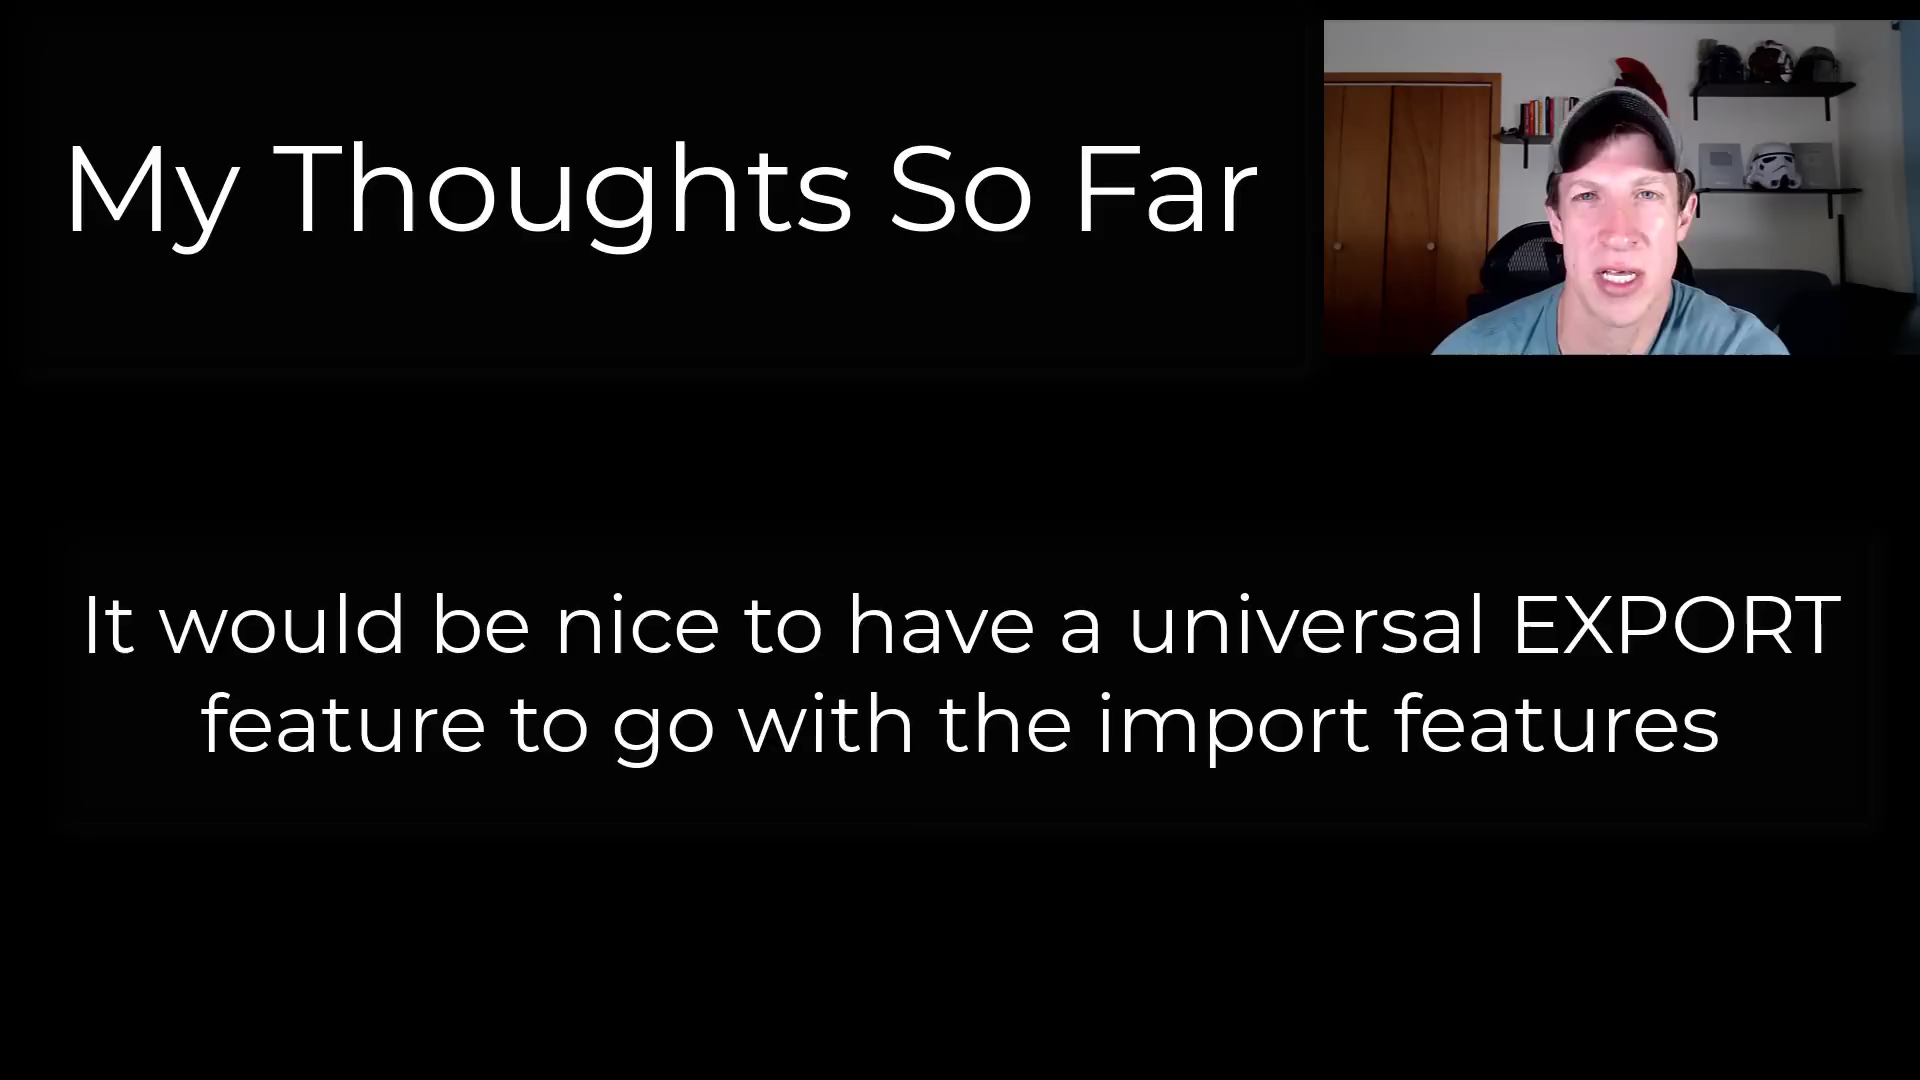 My Thoughts So Far
It would be nice to have a universal EXPORT
feature to go with the import features